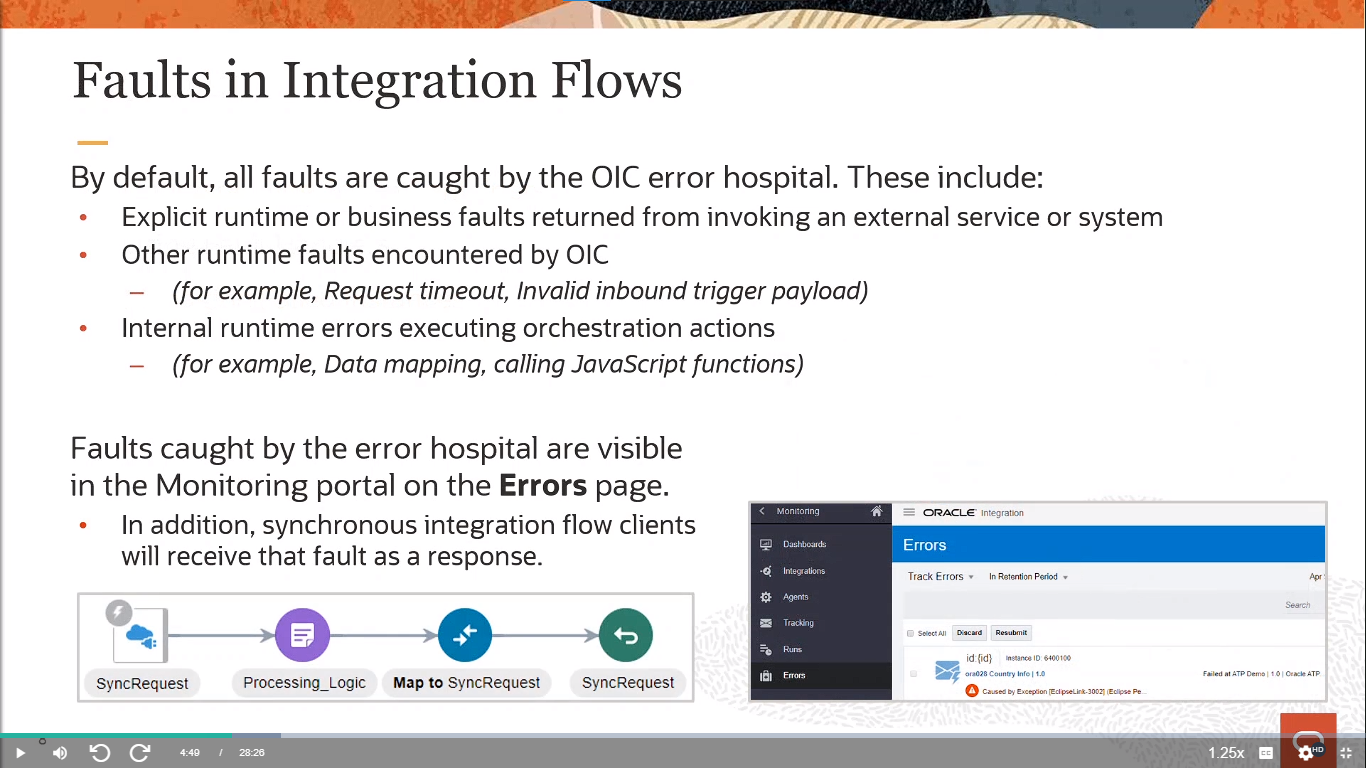 Faults in Integration Flows
By default, all faults are caught by the OIC error hospital. These include:
• Explicit runtime or business faults returned from invoking an external service or system
• Other runtime faults encountered by OIC
– (for example, Request timeout, Invalid inbound trigger payload)
• Internal runtime errors executing orchestration actions
– (for example, Data mapping, calling JavaScript functions)
Faults caught by the error hospital are visible
in the Monitoring portal on the Errors page.
• In addition, synchronous integration flow clients
will receive that fault as a response.
SyncRequest
Processing_Logic
Map to SyncRequest
SyncRequest
Monitoring
Dashboards
Integrations
Agents
Tracking
Runs
Errors
ORACLE Integration
Errors
Track Errors In Retention Period Apr
Search
Select All Discard Resubmit
id:{id} Instance ID: 6400100
ora028 Country Info | 1.0 Failed at ATP Demo | 1.0 | Oracle ATP
Caused by Exception [EclipseLink-3002] (Eclipse Pe...
4:49 / 28:26 1.25x CC HD